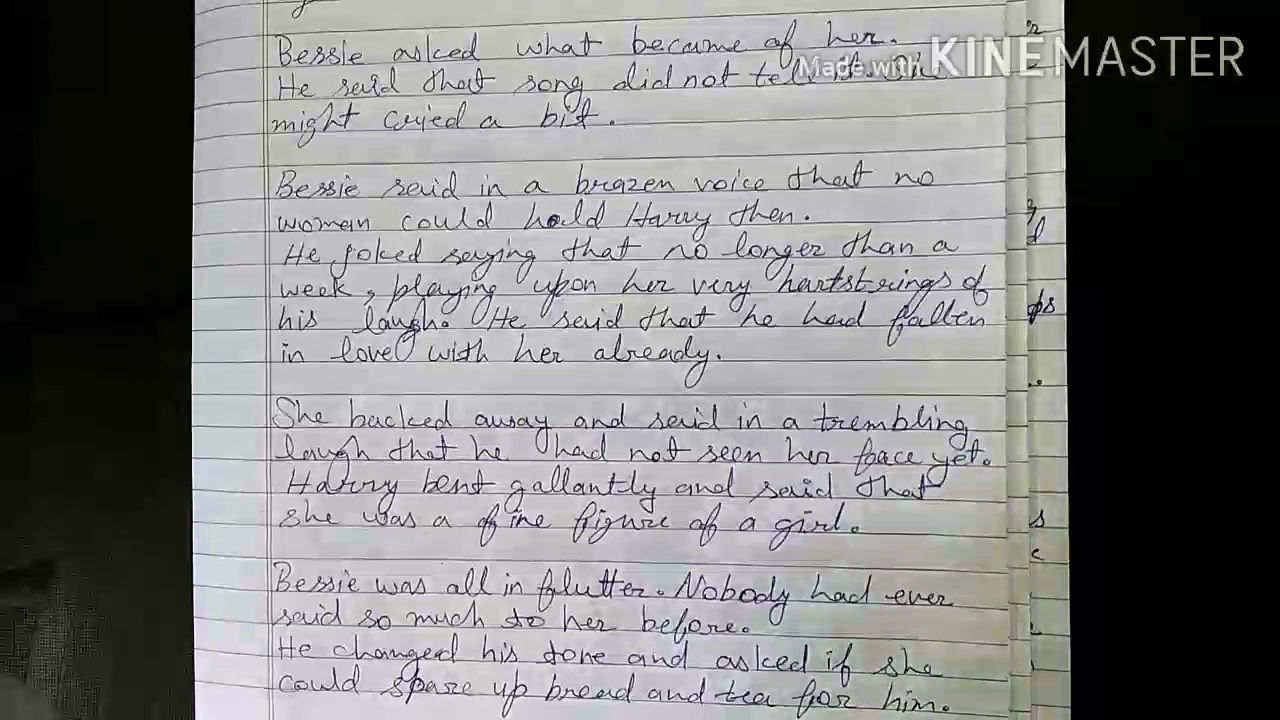 Bessie asked what became of her.
He said that song did not tell it. She
might cried a bit.
Bessie said in a brazen voice that no
woman could hold Harry then.
He joked saying that no longer than a
week, playing upon her very hartstrings of
his laugh. He said that he had fallen
in love with her already.
She backed away and said in a trembling
laugh that he had not seen her face yet.
Harry bent gallantly and said that
she was a fine figure of a girl.
Bessie was all in flutter. Nobody had ever
said so much to her before.
He changed his tone and asked if she
could spare up bread and tea for him.
Made with KINEMASTER